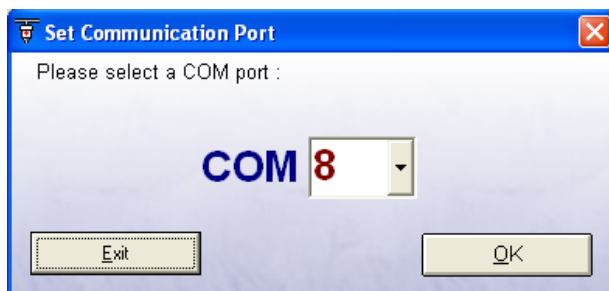 Set Communication Port
Please select a COM port :
COM 8
Exit
OK